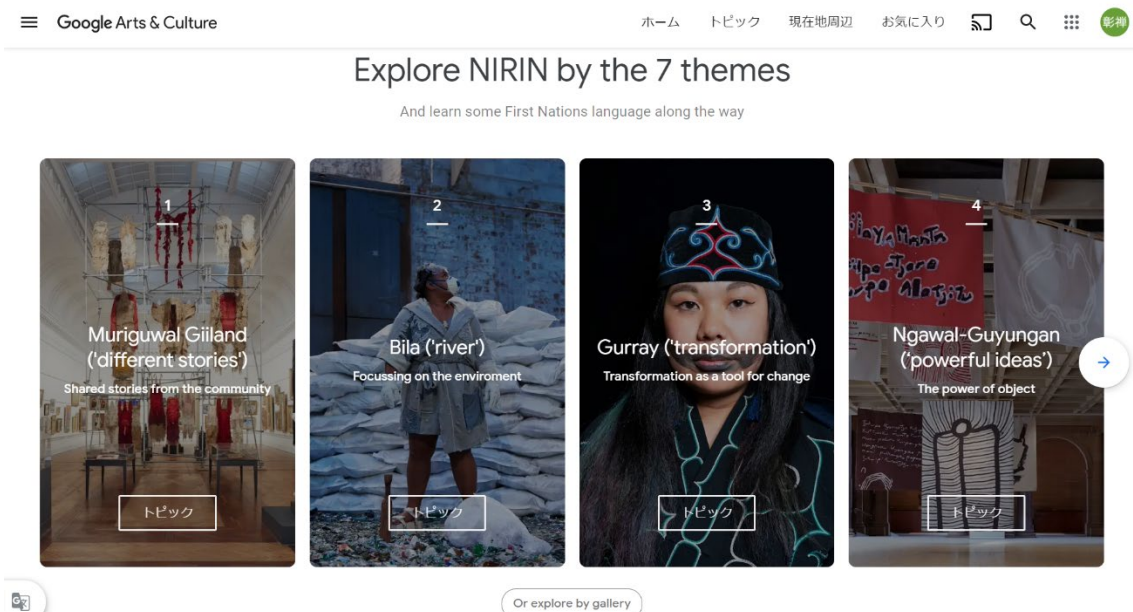 Google Arts & Culture
ホーム
トピック
現在地周辺
お気に入り
彰禅
Explore NIRIN by the 7 themes
And learn some First Nations language along the way
1
Muriguwal Giiland
('different stories')
Shared stories from the community
トピック
2
Bila ('river')
Focussing on the enviroment
トピック
3
Gurray ('transformation')
Transformation as a tool for change
トピック
4
Ngawal-Guyungan
(‘powerful ideas’)
The power of object
トピック
Or explore by gallery